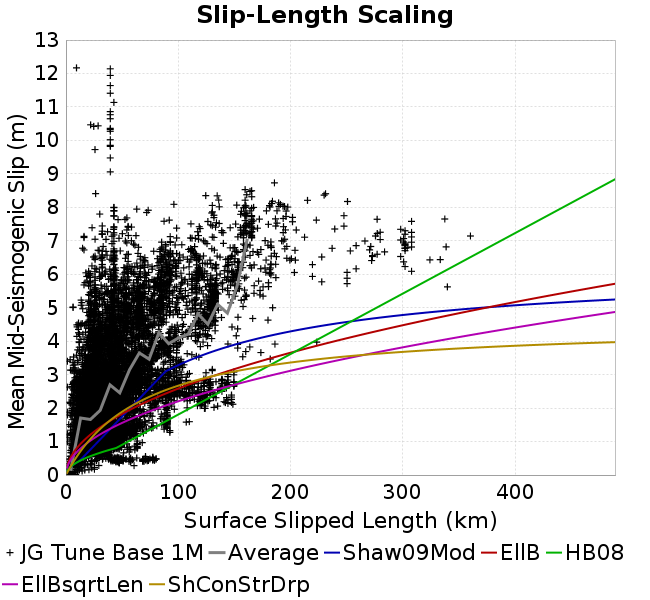 Slip-Length Scaling
Mean Mid-Seismogenic Slip (m)
13
12
11
10
9
8
7
6
5
4
3
2
1
0
0 100 200 300 400
Surface Slipped Length (km)
JG Tune Base 1M Average Shaw09Mod EllB HB08
EllBsqrtLen ShConStrDrp